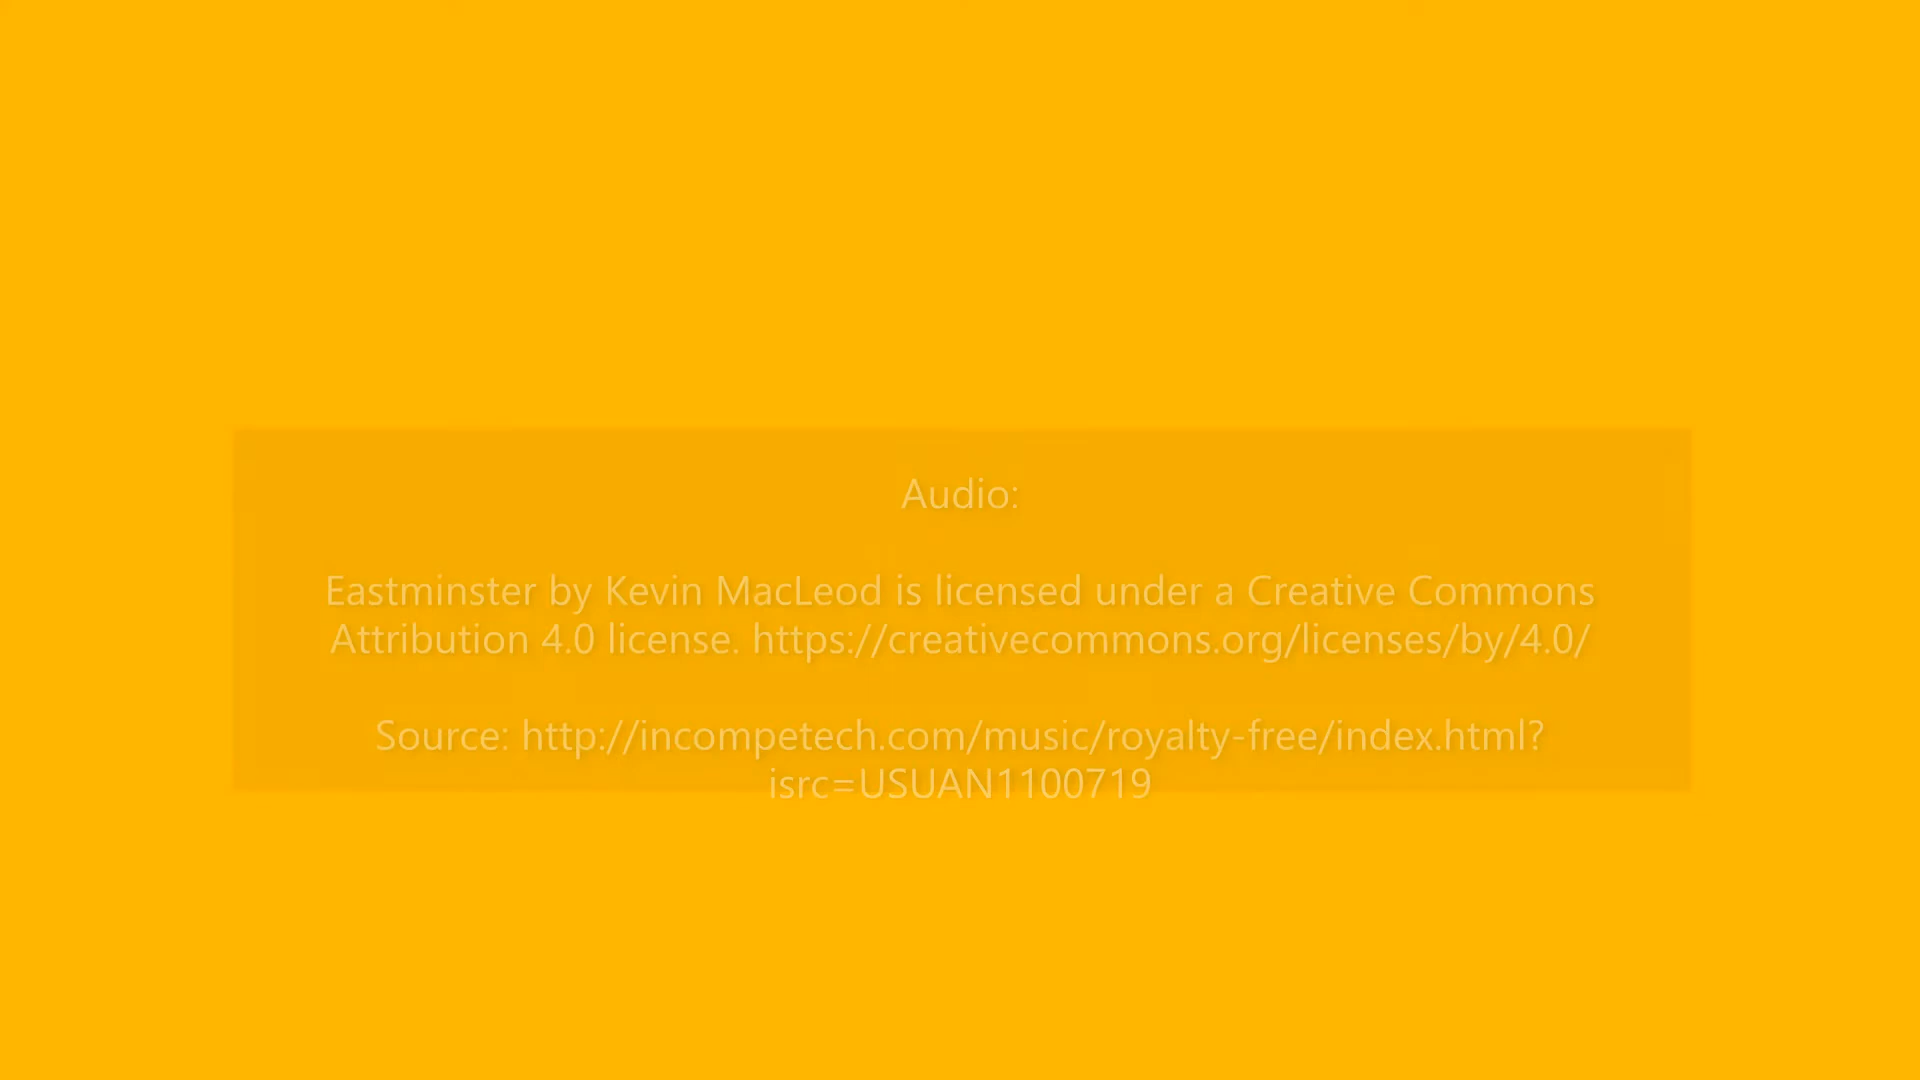 Audio:
Eastminster by Kevin MacLeod is licensed under a Creative Commons
Attribution 4.0 license. https://creativecommons.org/licenses/by/4.0/
Source: http://incompetech.com/music/royalty-free/index.html?
isrc=USUAN1100719